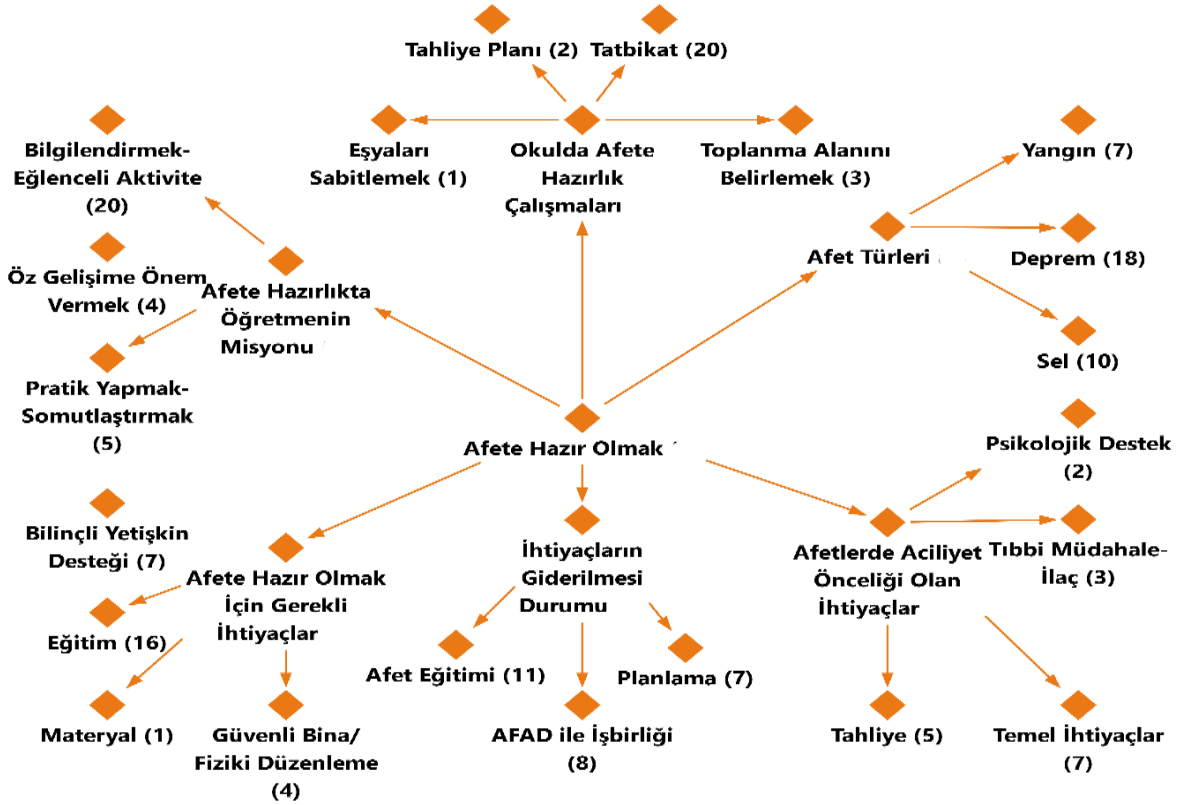 Tahliye Planı (2)
Tatbikat (20)
Bilgilendirmek-
Eğlenceli Aktivite
(20)
Eşyaları
Sabitlemek (1)
Okulda Afete
Hazırlık
Çalışmaları
Toplanma Alanını
Belirlemek (3)
Yangın (7)
Afet Türleri
Deprem (18)
Öz Gelişime Önem
Vermek (4)
Afete Hazırlıkta
Öğretmenin
Misyonu
Sel (10)
Pratik Yapmak-
Somutlaştırmak
(5)
Afete Hazır Olmak
Psikolojik Destek
(2)
Bilinçli Yetişkin
Desteği (7)
Afete Hazır Olmak
İçin Gerekli
İhtiyaçlar
İhtiyaçların
Giderilmesi
Durumu
Afetlerde Aciliyet
Önceliği Olan
İhtiyaçlar
Tıbbi Müdahale-
İlaç (3)
Eğitim (16)
Afet Eğitimi (11)
Planlama (7)
Materyal (1)
Güvenli Bina/
Fiziki Düzenleme
(4)
AFAD ile İşbirliği
(8)
Tahliye (5)
Temel İhtiyaçlar
(7)